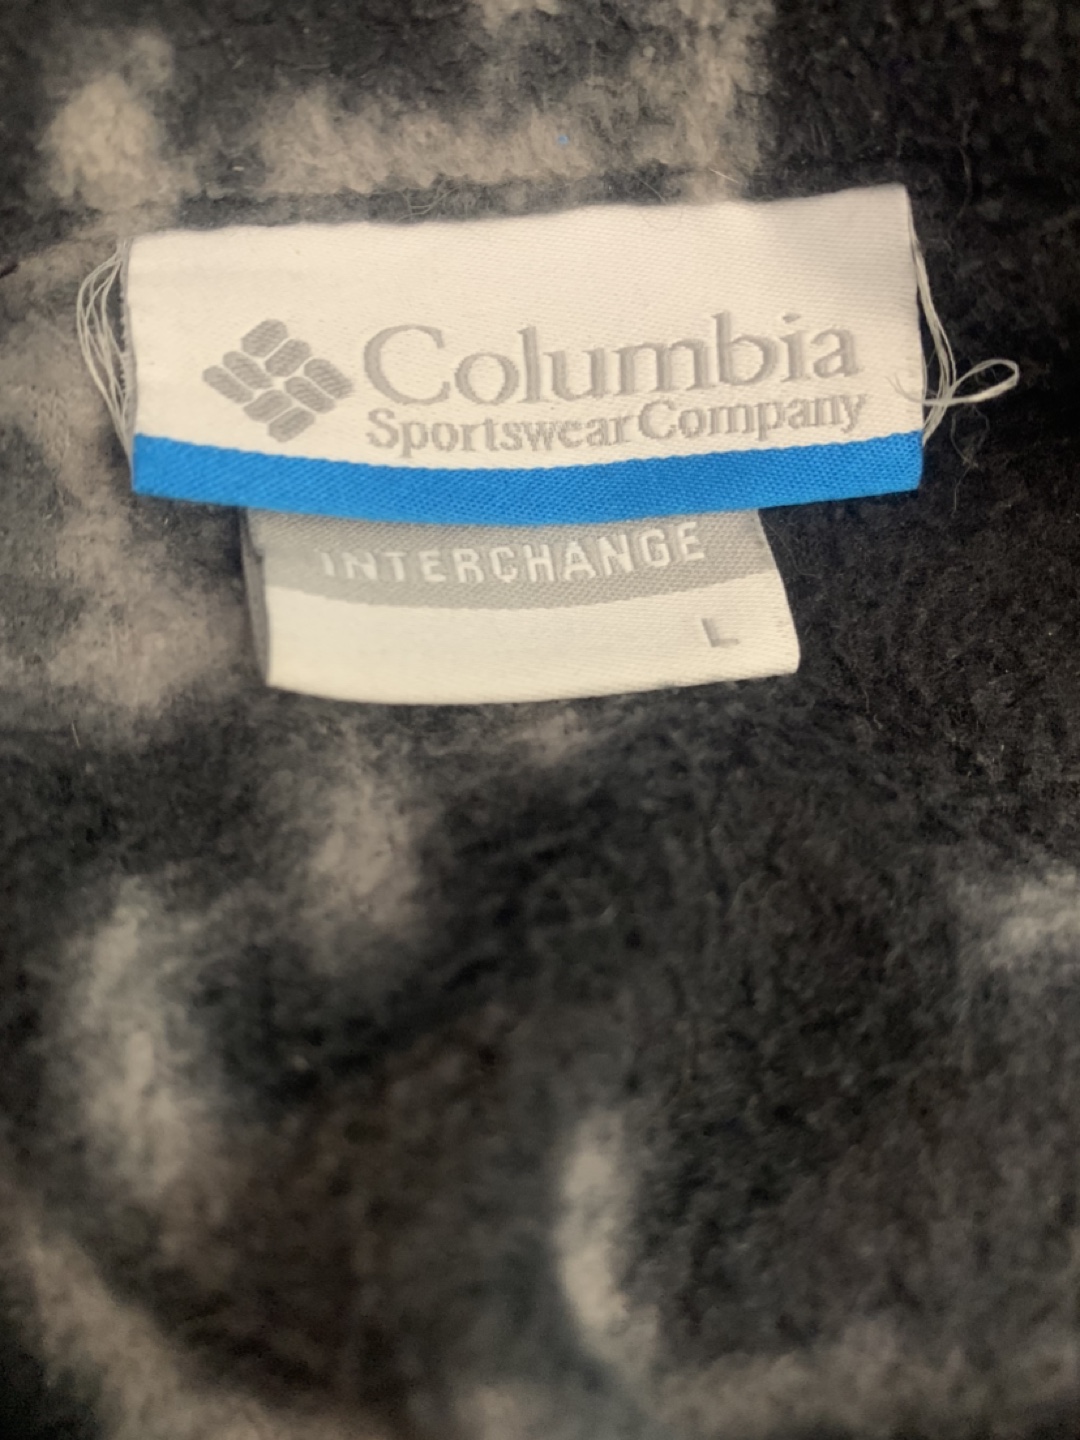 Columbia
Sportswear Company
INTERCHANGE
L